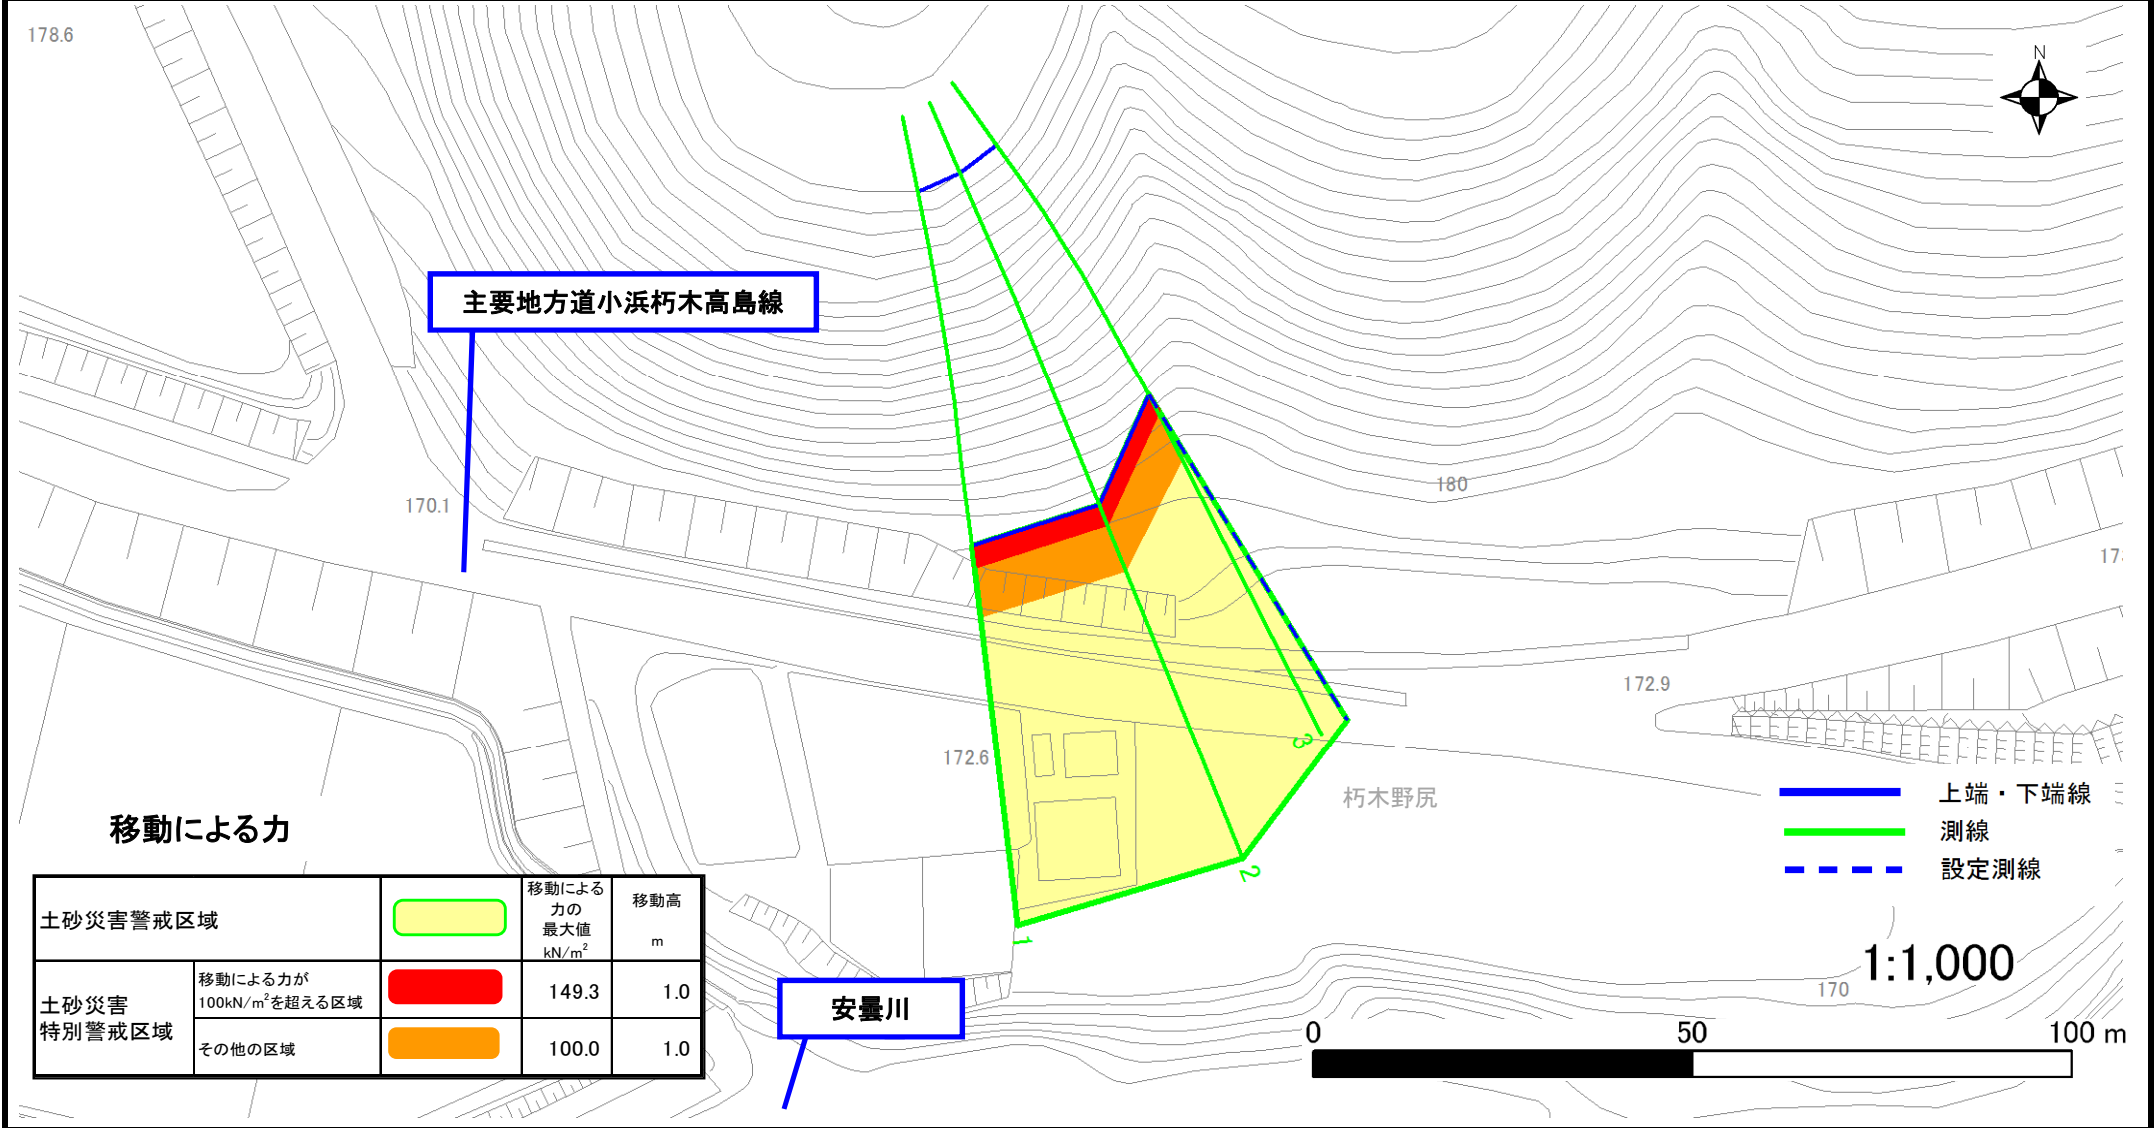 178.6
N
主要地方道小浜朽木高島線
170.1
180
172.9
172.6
3
朽木野尻
2
1
上端・下端線
測線
設定測線
移動による力
土砂災害警戒区域
移動による
力の
最大値
kN/m²
移動高
m
土砂災害
特別警戒区域
移動による力が
100kN/m²を超える区域
149.3
1.0
その他の区域
100.0
1.0
安曇川
1:1,000
170
0
50
100 m